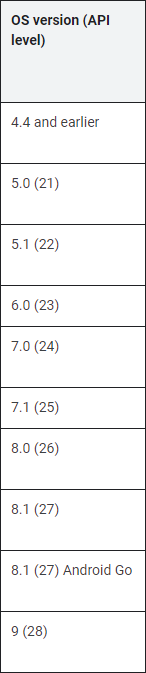 OS version (API
level)
4.4 and earlier
5.0 (21)
5.1 (22)
6.0 (23)
7.0 (24)
7.1 (25)
8.0 (26)
8.1 (27)
8.1 (27) Android Go
9 (28)